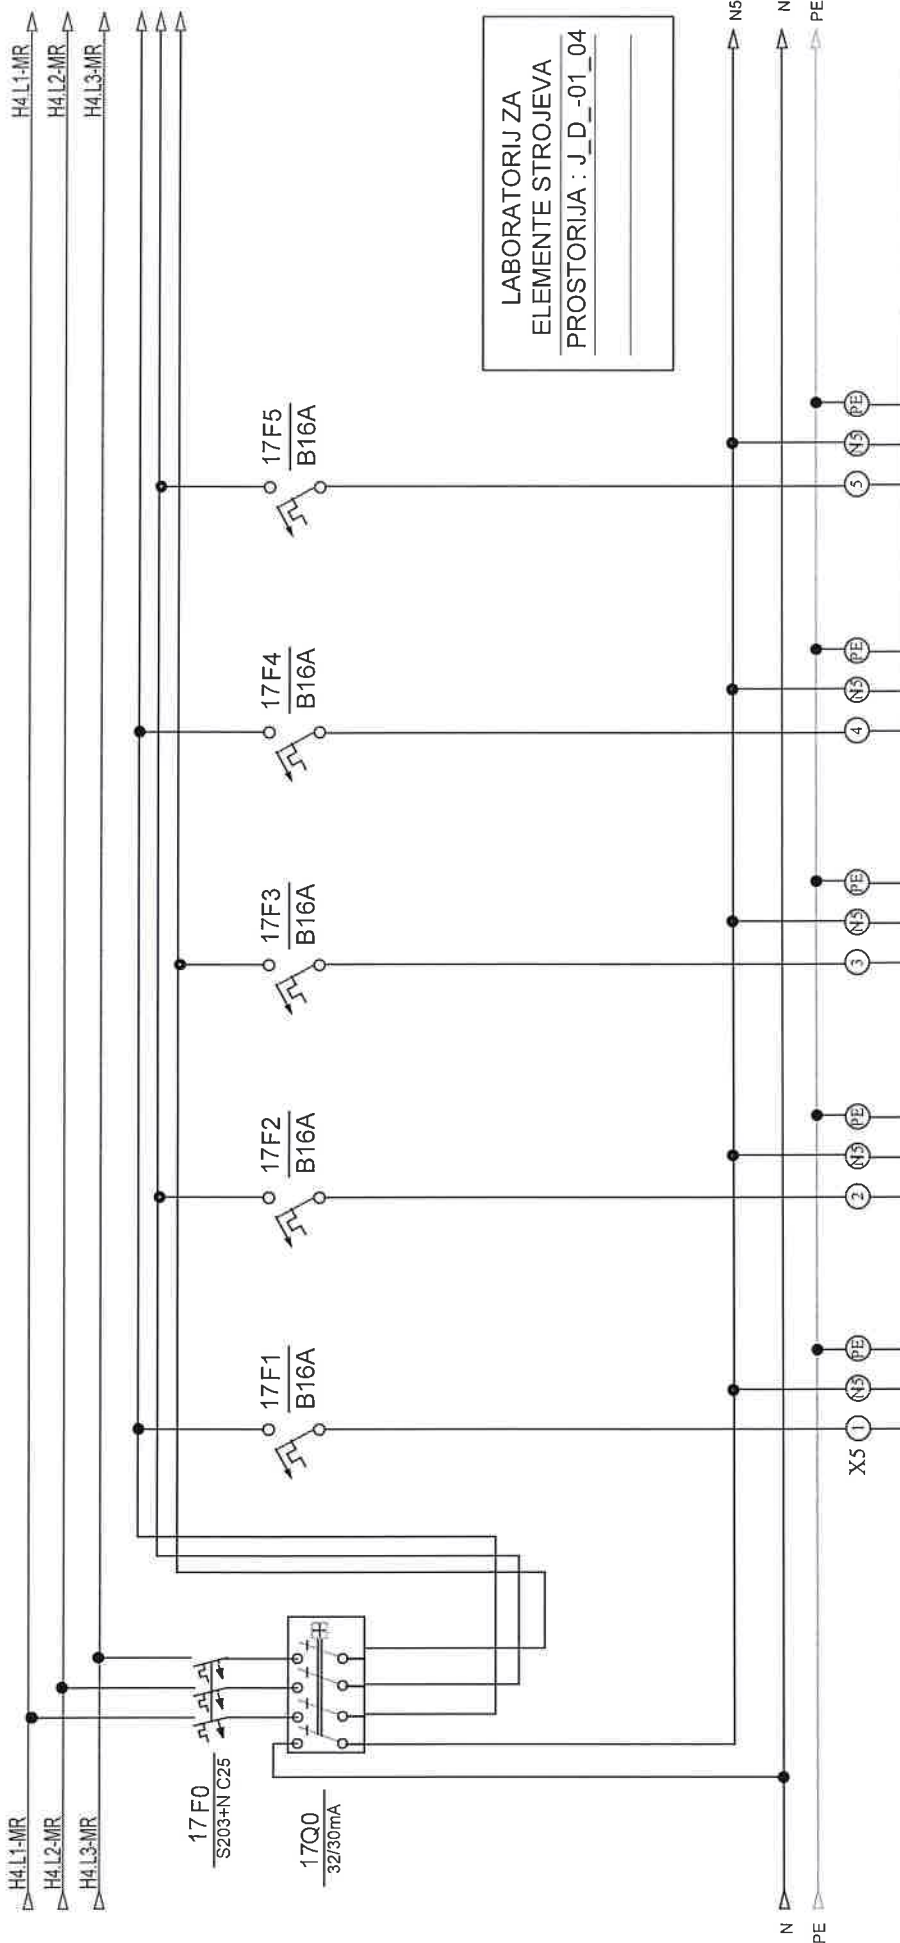 H4.L1-MR
H4.L1-MR
H4.L2-MR
H4.L2-MR
H4.L3-MR
H4.L3-MR
17F0
S203+N C25
17Q0
32/30mA
17F1
B16A
17F2
B16A
17F3
B16A
17F4
B16A
17F5
B16A
LABORATORIJ ZA
ELEMENTE STROJEVA
PROSTORIJA : J_D_-01_04
N5
N
N
PE
PE
X5 1 N5 PE 2 N5 PE 3 N5 PE 4 N5 PE 5 N5 PE